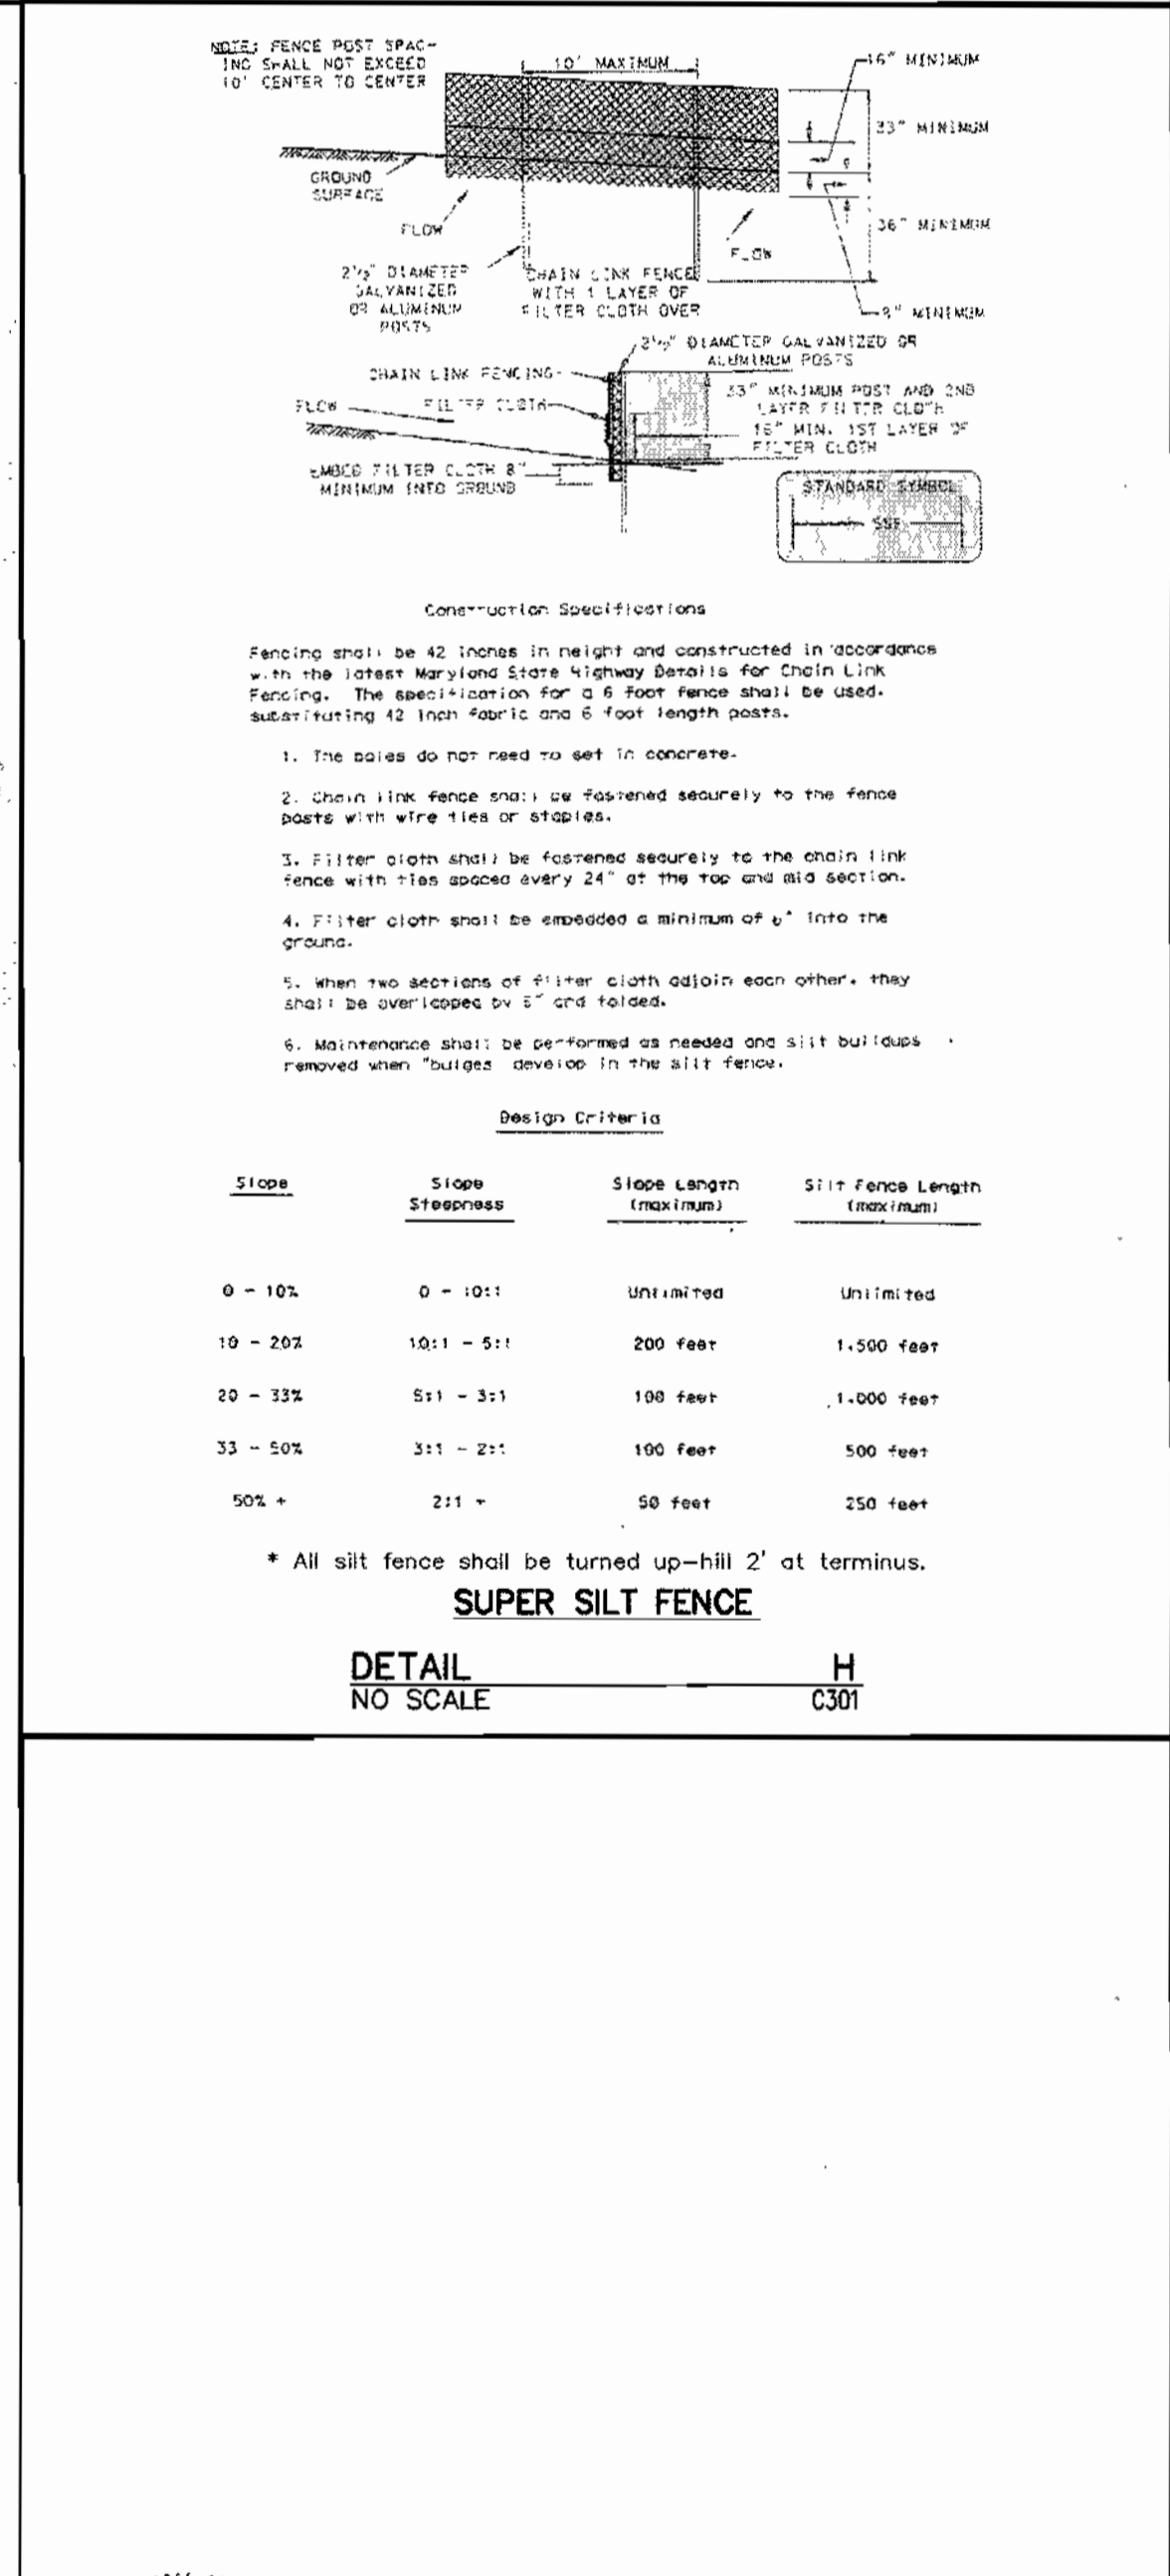 NOTE: FENCE POST SPAC-
ING SHALL NOT EXCEED
10' CENTER TO CENTER
10' MAXIMUM
16" MINIMUM
33" MINIMUM
GROUND
SURFACE
FLOW
FLOW
36" MINIMUM
2½" DIAMETER
GALVANIZED
OR ALUMINUM
POSTS
CHAIN LINK FENCE
WITH 1 LAYER OF
FILTER CLOTH OVER
8" MINIMUM
2½" DIAMETER GALVANIZED OR
ALUMINUM POSTS
CHAIN LINK FENCING
FLOW
FILTER CLOTH
33" MINIMUM POST AND 2ND
LAYER FILTER CLOTH
16" MIN. 1ST LAYER OF
FILTER CLOTH
EMBED FILTER CLOTH 8"
MINIMUM INTO GROUND
STANDARD SYMBOL
SSF
Construction Specifications
Fencing shall be 42 inches in height and constructed in accordance
with the latest Maryland State Highway Details for Chain Link
Fencing. The specification for a 6 foot fence shall be used.
substituting 42 inch fabric and 6 foot length posts.
1. The poles do not need to set in concrete.
2. Chain link fence shall be fastened securely to the fence
posts with wire ties or staples.
3. Filter cloth shall be fastened securely to the chain link
fence with ties spaced every 24" at the top and mid section.
4. Filter cloth shall be embedded a minimum of into the
ground.
5. When two sections of filter cloth adjoin each other, they
shall be overlapped by and folded.
6. Maintenance shall be performed as needed and silt buildups
removed when "bulges develop in the silt fence.
Design Criteria
Slope
Slope
Steepness
Slope Length
(maximum)
Silt Fence Length
(maximum)
0 - 10% 0 - 10:1 Unlimited Unlimited
10 - 20% 10:1 - 5:1 200 feet 1,500 feet
20 - 33% 5:1 - 3:1 100 feet 1,000 feet
33 - 50% 3:1 - 2:1 100 feet 500 feet
50% + 2:1 + 50 feet 250 feet
* All silt fence shall be turned up-hill 2' at terminus.
SUPER SILT FENCE
DETAIL H
NO SCALE C301